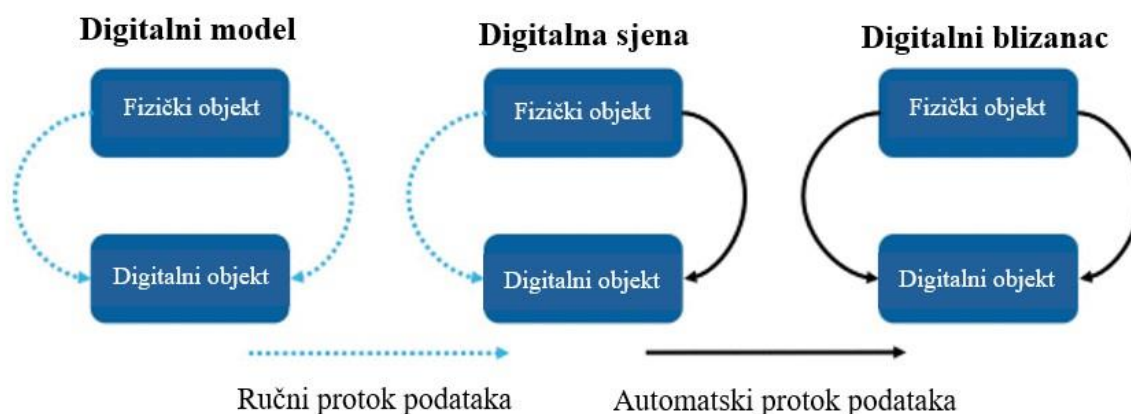 Digitalni model
Digitalna sjena
Digitalni blizanac
Fizički objekt
Fizički objekt
Fizički objekt
Digitalni objekt
Digitalni objekt
Digitalni objekt
Ručni protok podataka
Automatski protok podataka